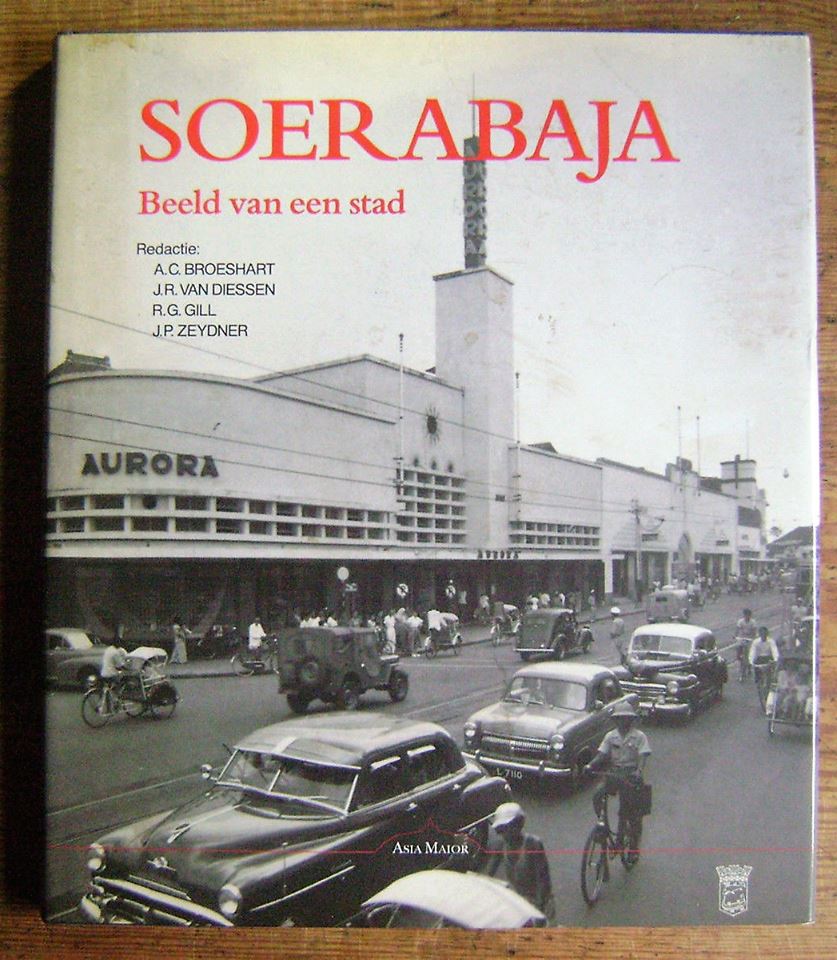 SOERABAJA
Beeld van een stad
Redactie:
A.C. BROESHART
J.R. VAN DIESSEN
R.G. GILL
J.P. ZEYDNER
AURORA
AURORA
L 7110
ASIA MAIOR